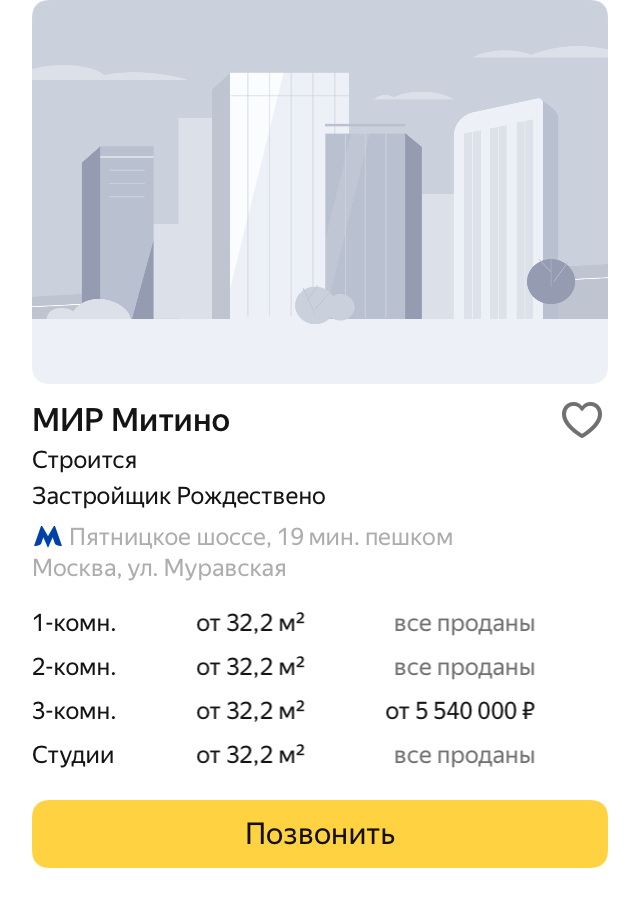 МИР Митино
Строится
Застройщик Рождествено
Пятницкое шоссе, 19 мин. пешком
Москва, ул. Муравская
1-комн. от 32,2 м² все проданы
2-комн. от 32,2 м² все проданы
3-комн. от 32,2 м² от 5 540 000 ₽
Студии от 32,2 м² все проданы
Позвонить